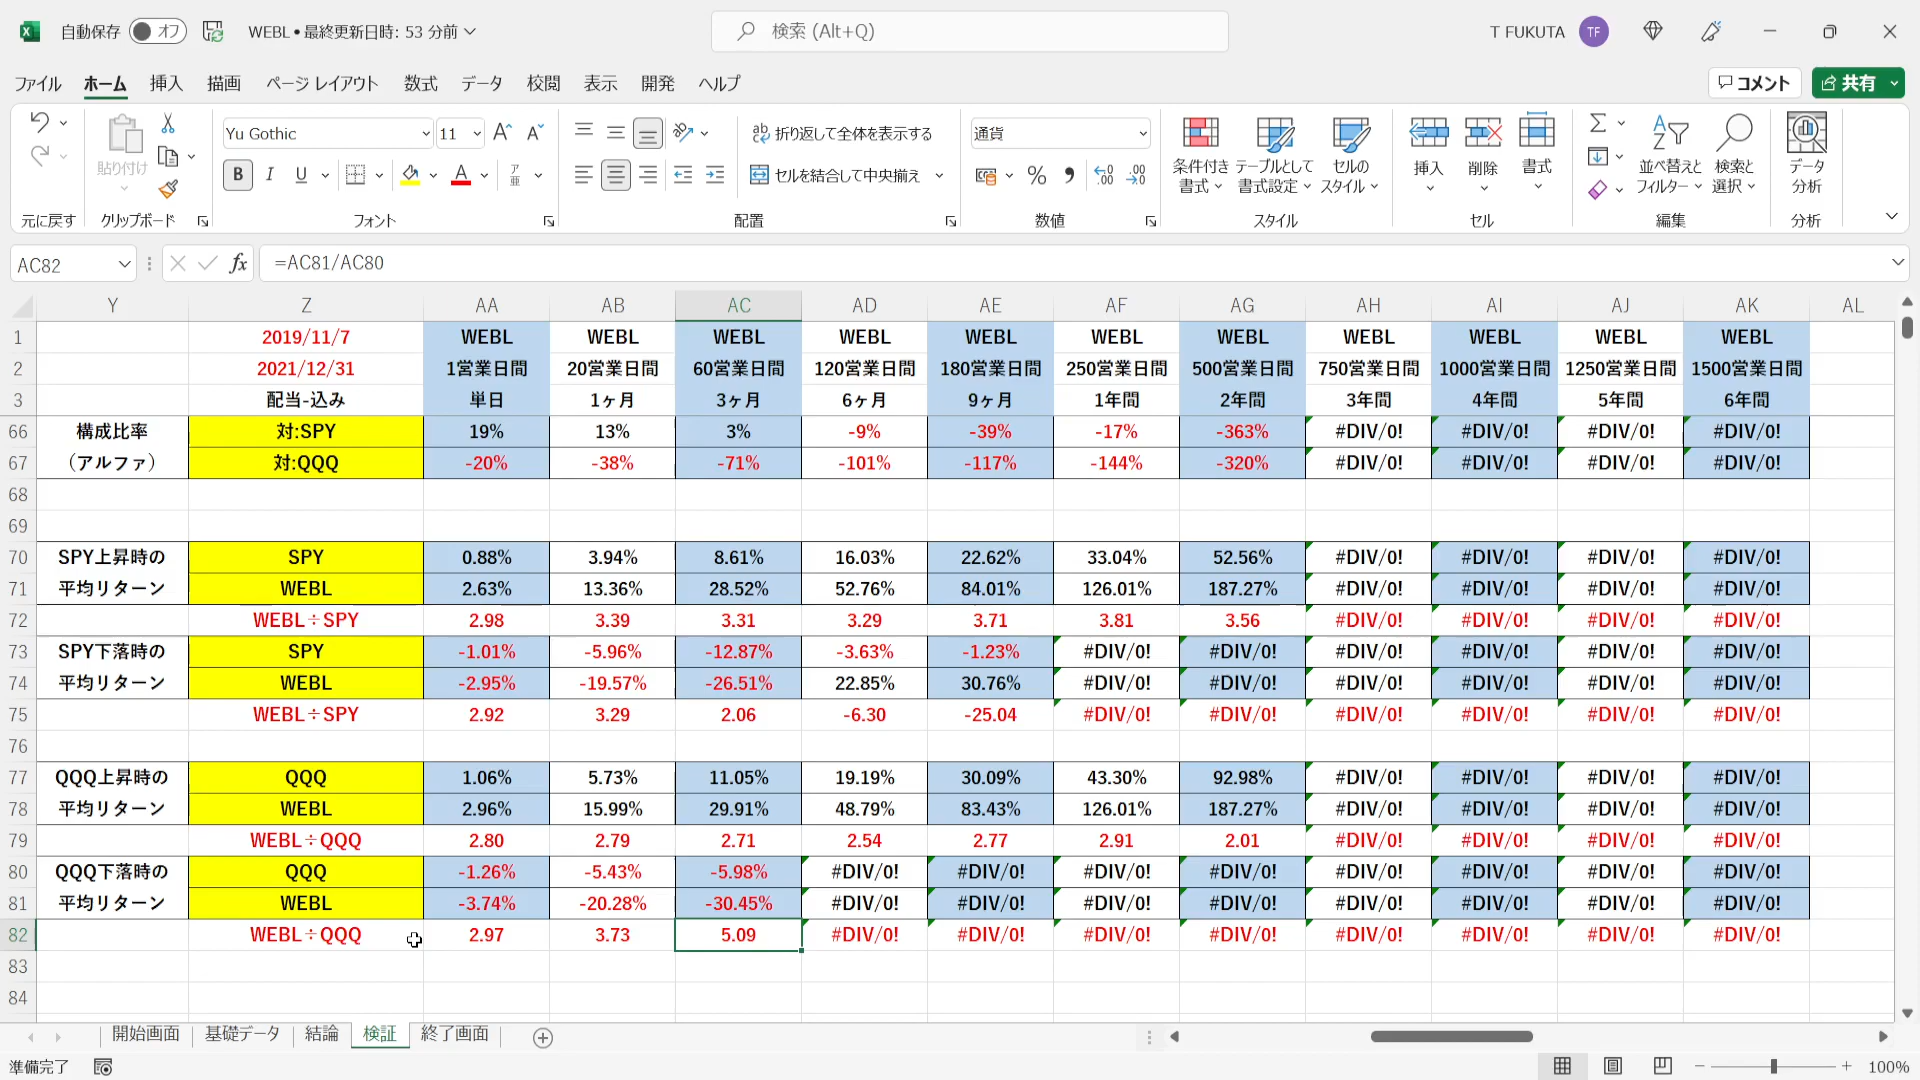 自動保存 オフ WEBL • 最終更新日時: 53 分前 検索 (Alt+Q) T FUKUTA TF
ファイル ホーム 挿入 描画 ページ レイアウト 数式 データ 校閲 表示 開発 ヘルプ コメント 共有
貼り付け Yu Gothic 11 折り返して全体を表示する 通貨
B I U セルを結合して中央揃え
条件付き書式 テーブルとして書式設定 セルのスタイル 挿入 削除 書式 並べ替えとフィルター 検索と選択 データ分析
元に戻す クリップボード フォント 配置 数値 スタイル セル 編集 分析
AC82 fx =AC81/AC80
Y Z AA AB AC AD AE AF AG AH AI AJ AK AL
1 2019/11/7 WEBL WEBL WEBL WEBL WEBL WEBL WEBL WEBL WEBL WEBL WEBL
2 2021/12/31 1営業日間 20営業日間 60営業日間 120営業日間 180営業日間 250営業日間 500営業日間 750営業日間 1000営業日間 1250営業日間 1500営業日間
3 配当-込み 単日 1ヶ月 3ヶ月 6ヶ月 9ヶ月 1年間 2年間 3年間 4年間 5年間 6年間
66 構成比率 対:SPY 19% 13% 3% -9% -39% -17% -363% #DIV/0! #DIV/0! #DIV/0! #DIV/0!
67 （アルファ） 対:QQQ -20% -38% -71% -101% -117% -144% -320% #DIV/0! #DIV/0! #DIV/0! #DIV/0!
68
69
70 SPY上昇時の SPY 0.88% 3.94% 8.61% 16.03% 22.62% 33.04% 52.56% #DIV/0! #DIV/0! #DIV/0! #DIV/0!
71 平均リターン WEBL 2.63% 13.36% 28.52% 52.76% 84.01% 126.01% 187.27% #DIV/0! #DIV/0! #DIV/0! #DIV/0!
72 WEBL÷SPY 2.98 3.39 3.31 3.29 3.71 3.81 3.56 #DIV/0! #DIV/0! #DIV/0! #DIV/0!
73 SPY下落時の SPY -1.01% -5.96% -12.87% -3.63% -1.23% #DIV/0! #DIV/0! #DIV/0! #DIV/0! #DIV/0! #DIV/0!
74 平均リターン WEBL -2.95% -19.57% -26.51% 22.85% 30.76% #DIV/0! #DIV/0! #DIV/0! #DIV/0! #DIV/0! #DIV/0!
75 WEBL÷SPY 2.92 3.29 2.06 -6.30 -25.04 #DIV/0! #DIV/0! #DIV/0! #DIV/0! #DIV/0! #DIV/0!
76
77 QQQ上昇時の QQQ 1.06% 5.73% 11.05% 19.19% 30.09% 43.30% 92.98% #DIV/0! #DIV/0! #DIV/0! #DIV/0!
78 平均リターン WEBL 2.96% 15.99% 29.91% 48.79% 83.43% 126.01% 187.27% #DIV/0! #DIV/0! #DIV/0! #DIV/0!
79 WEBL÷QQQ 2.80 2.79 2.71 2.54 2.77 2.91 2.01 #DIV/0! #DIV/0! #DIV/0! #DIV/0!
80 QQQ下落時の QQQ -1.26% -5.43% -5.98% #DIV/0! #DIV/0! #DIV/0! #DIV/0! #DIV/0! #DIV/0! #DIV/0! #DIV/0!
81 平均リターン WEBL -3.74% -20.28% -30.45% #DIV/0! #DIV/0! #DIV/0! #DIV/0! #DIV/0! #DIV/0! #DIV/0! #DIV/0!
82 WEBL÷QQQ 2.97 3.73 5.09 #DIV/0! #DIV/0! #DIV/0! #DIV/0! #DIV/0! #DIV/0! #DIV/0! #DIV/0!
83
84
開始画面 基礎データ 結論 検証 終了画面
準備完了 100%